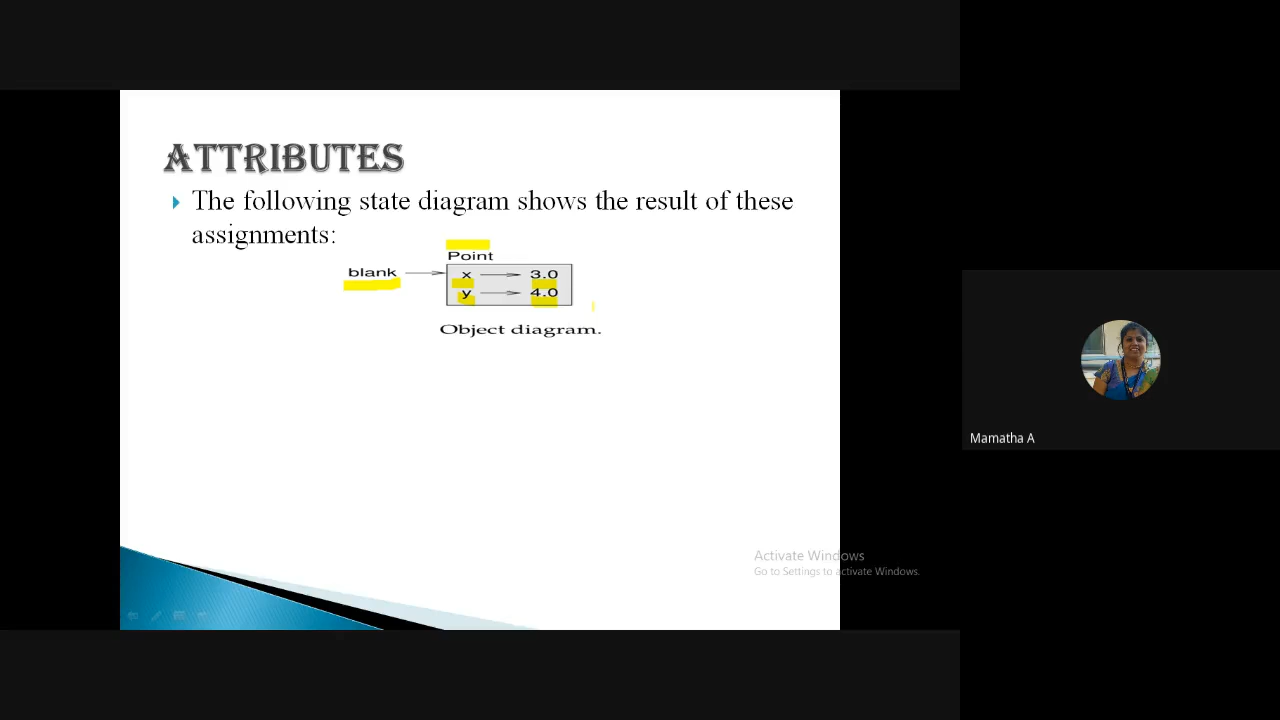 ATTRIBUTES
The following state diagram shows the result of these
assignments:
Point
blank
x 3.0
y 4.0
Object diagram.
Mamatha A
Activate Windows
Go to Settings to activate Windows.